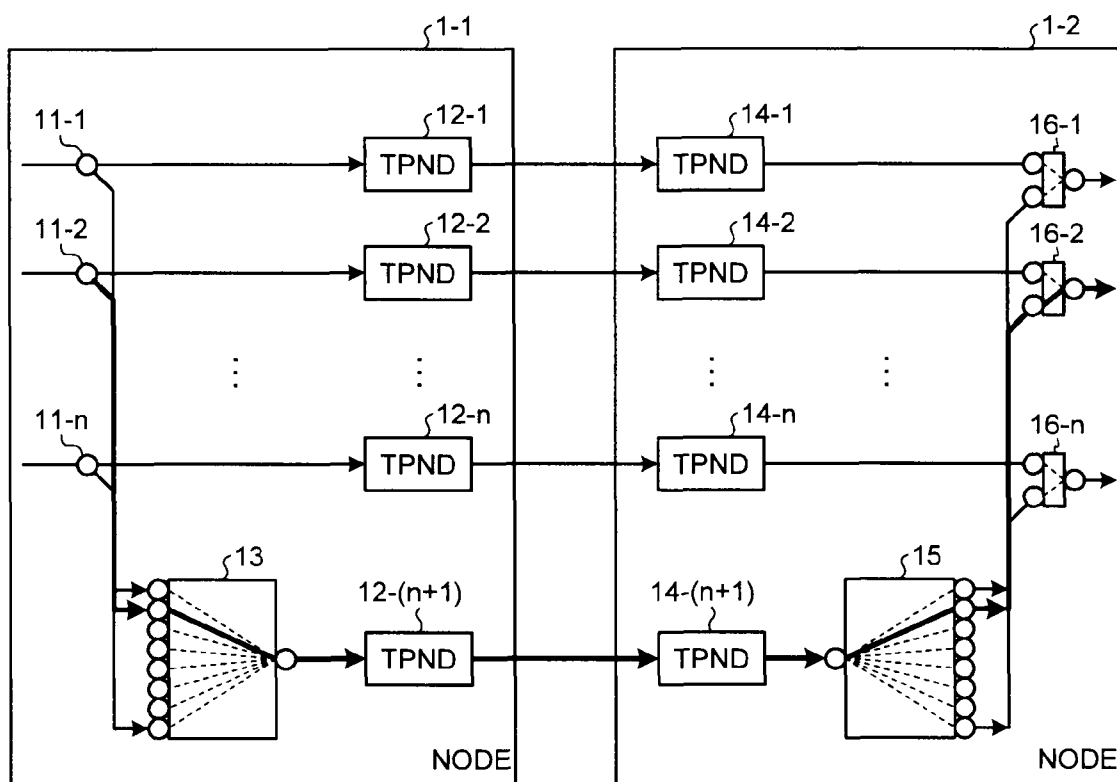 1-1
1-2
11-1
12-1
14-1
16-1
TPND
TPND
11-2
12-2
14-2
16-2
TPND
TPND
11-n
12-n
14-n
16-n
TPND
TPND
13
12-(n+1)
14-(n+1)
15
TPND
TPND
NODE
NODE